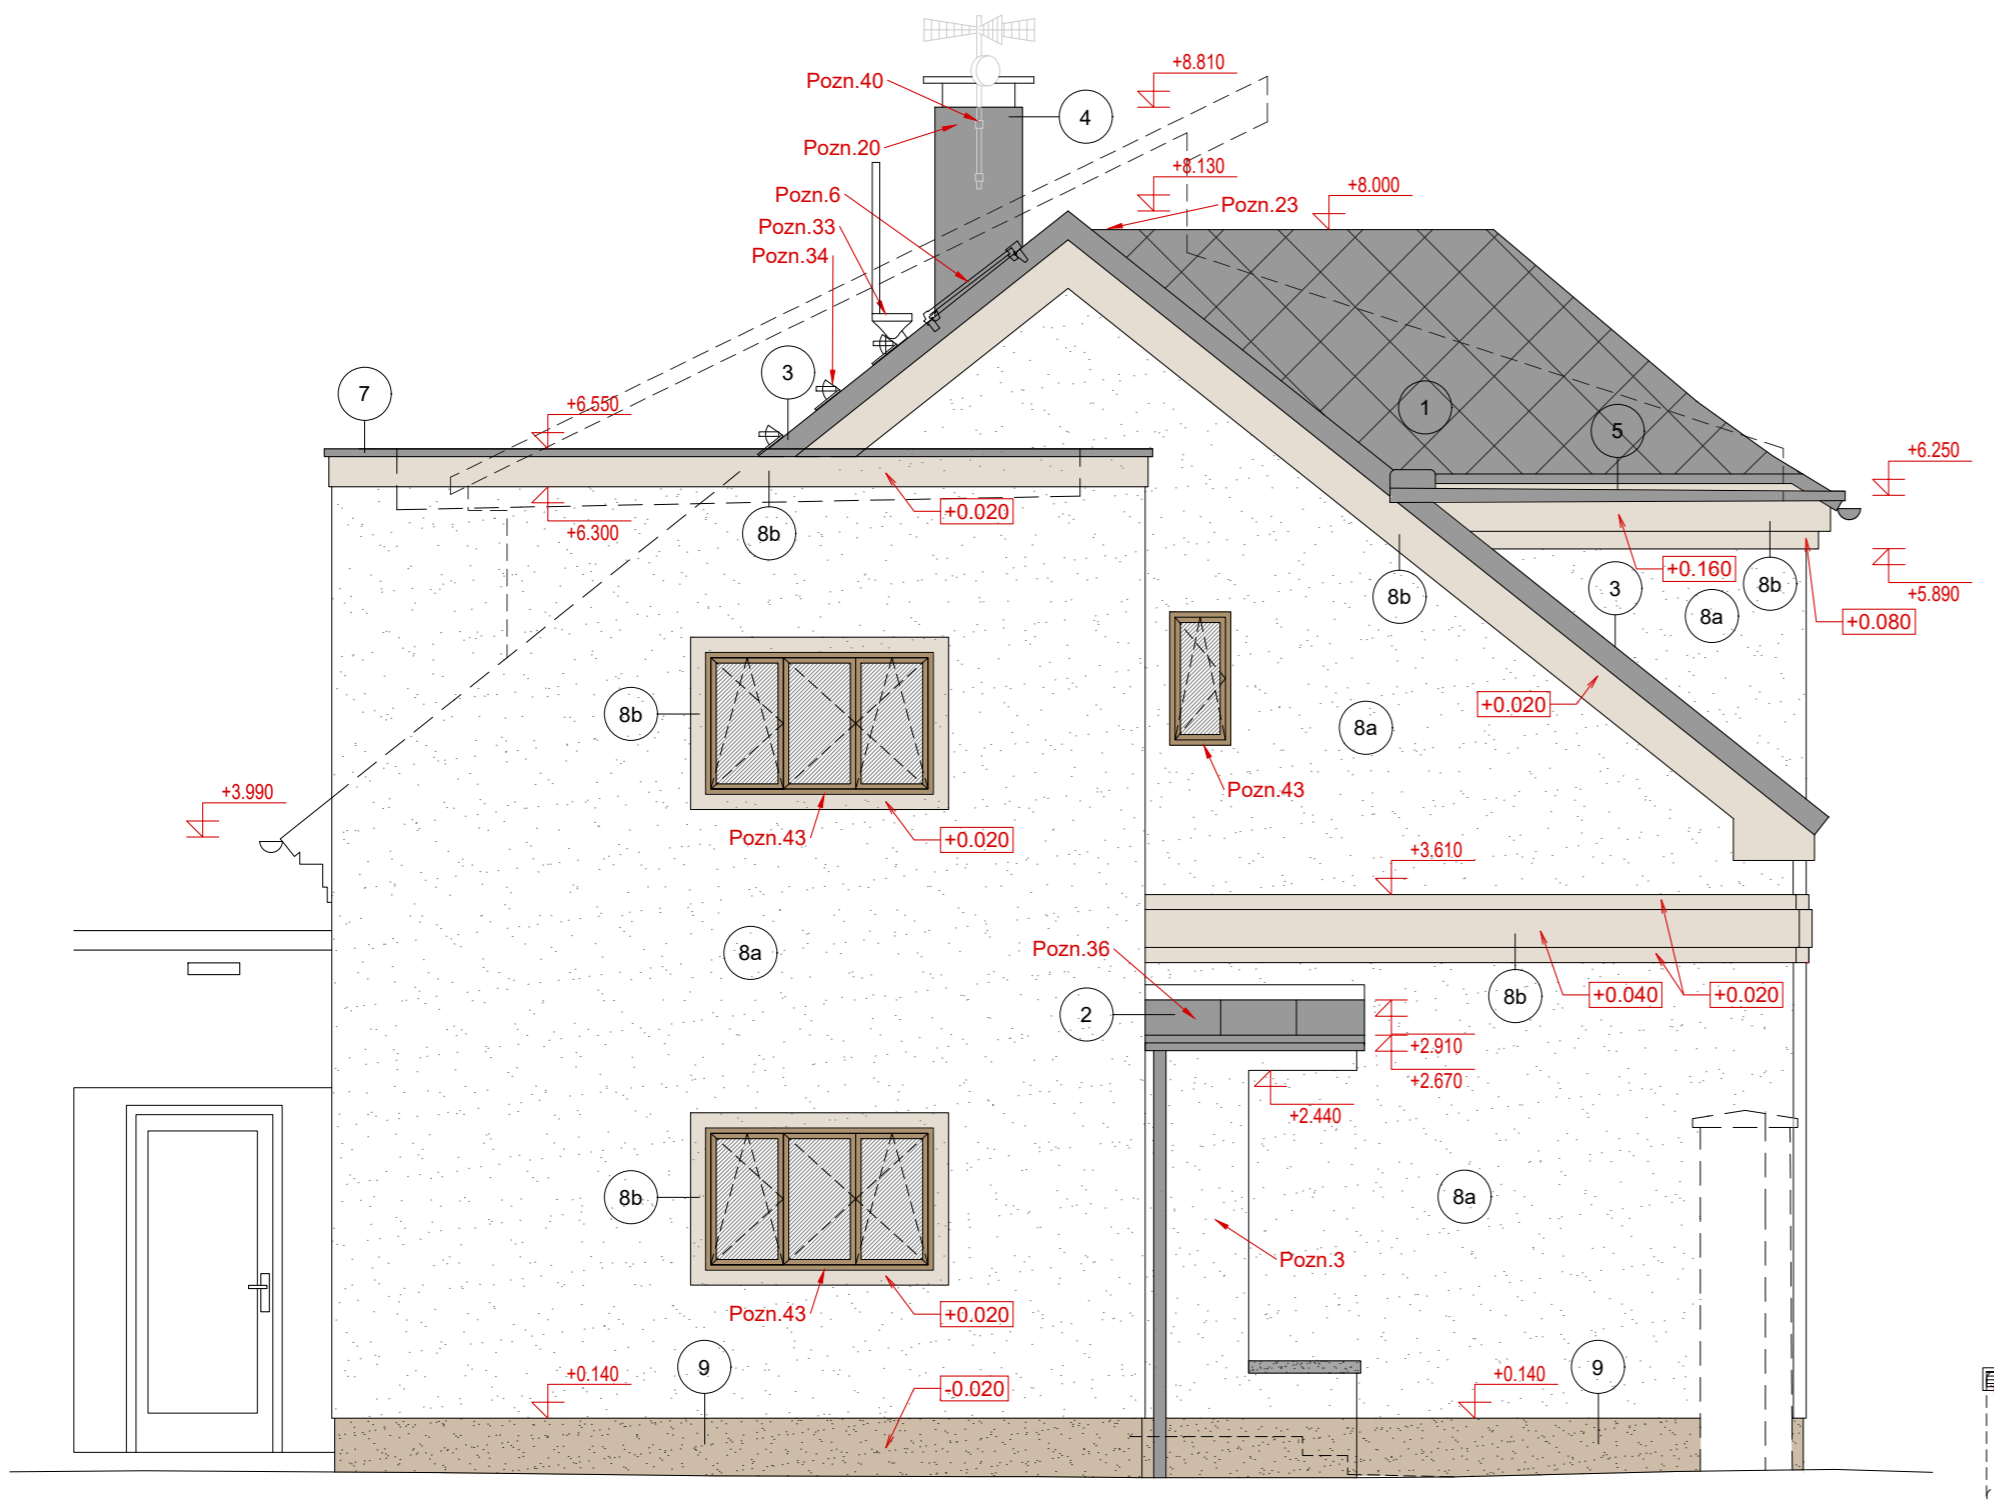 +8.810
Pozn.40
4
Pozn.20
+8.130
+8.000
Pozn.6
Pozn.23
Pozn.33
Pozn.34
3
7
+6.550
1
5
+6.250
+0.020
+6.300
8b
+0.160
8b
+5.890
8b
3
8a
+0.080
8b
+0.020
8a
Pozn.43
+3.990
Pozn.43
+0.020
+3.610
8a
Pozn.36
8b
+0.040
+0.020
2
+2.910
+2.670
+2.440
8b
8a
Pozn.3
Pozn.43
+0.020
9
9
+0.140
-0.020
+0.140